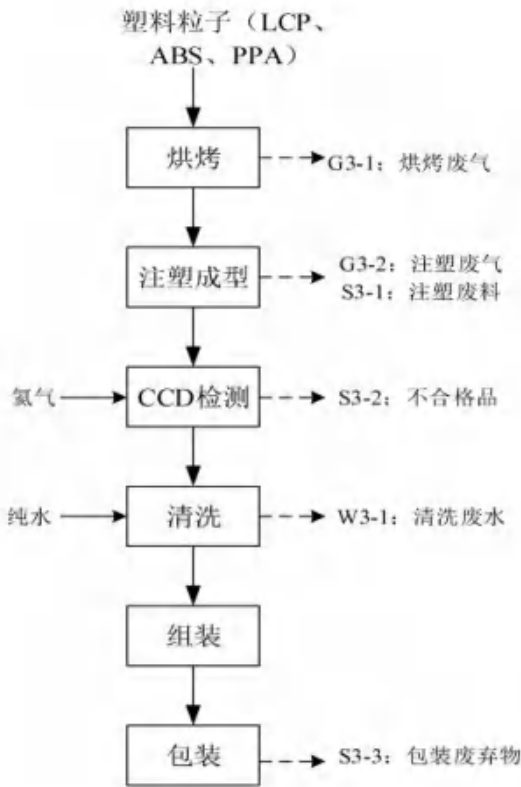 塑料粒子（LCP、
ABS、PPA）
烘烤
G3-1：烘烤废气
注塑成型
G3-2：注塑废气
S3-1：注塑废料
氦气
CCD检测
S3-2：不合格品
纯水
清洗
W3-1：清洗废水
组装
包装
S3-3：包装废弃物